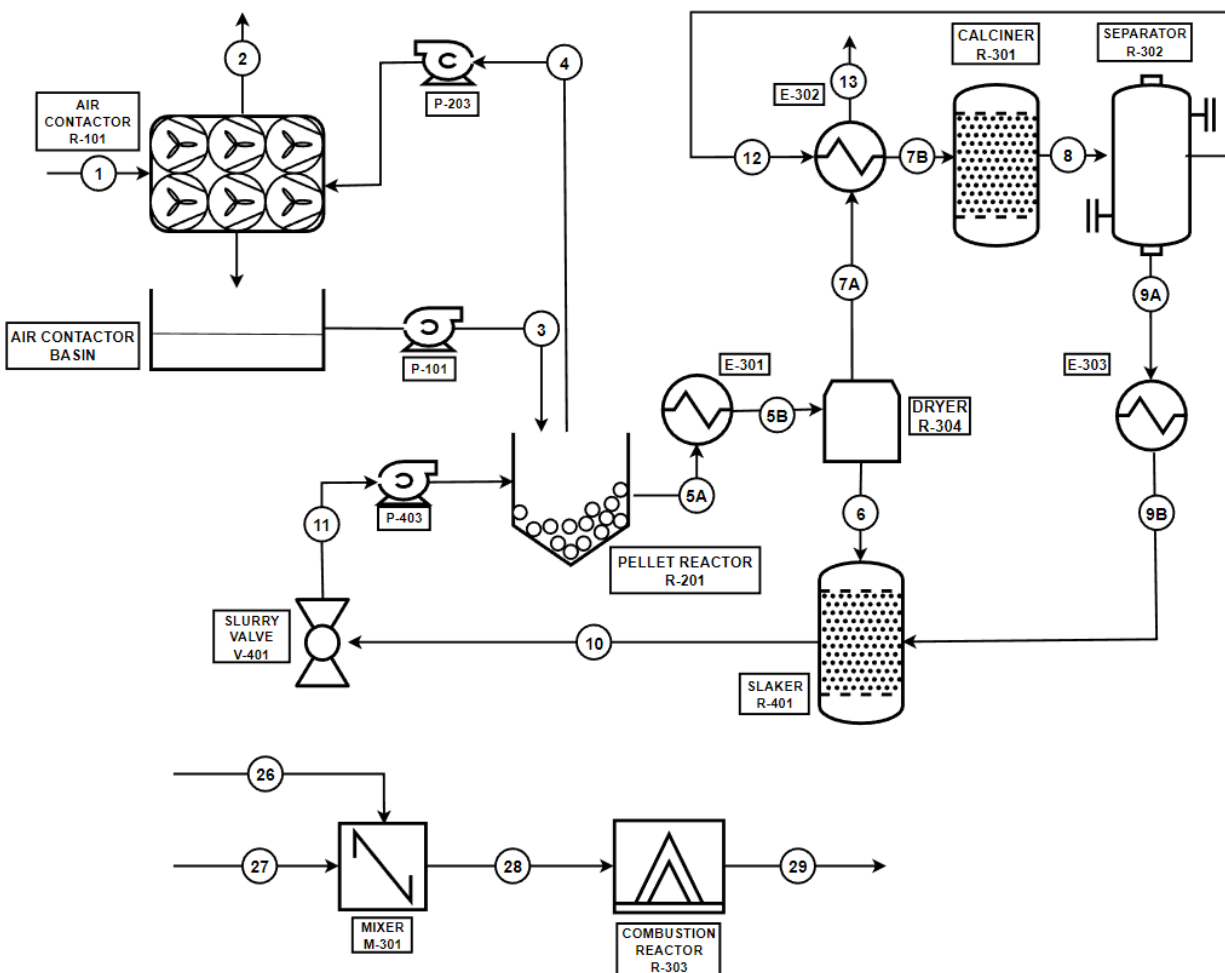 2
C
4
P-203
AIR
CONTACTOR
R-101
1
13
E-302
CALCINER
R-301
SEPARATOR
R-302
12
7B
8
7A
9A
AIR CONTACTOR
BASIN
C
P-101
3
E-301
5B
DRYER
R-304
E-303
C
P-403
11
5A
6
9B
PELLET REACTOR
R-201
SLURRY
VALVE
V-401
10
SLAKER
R-401
26
27
28
29
MIXER
M-301
COMBUSTION
REACTOR
R-303